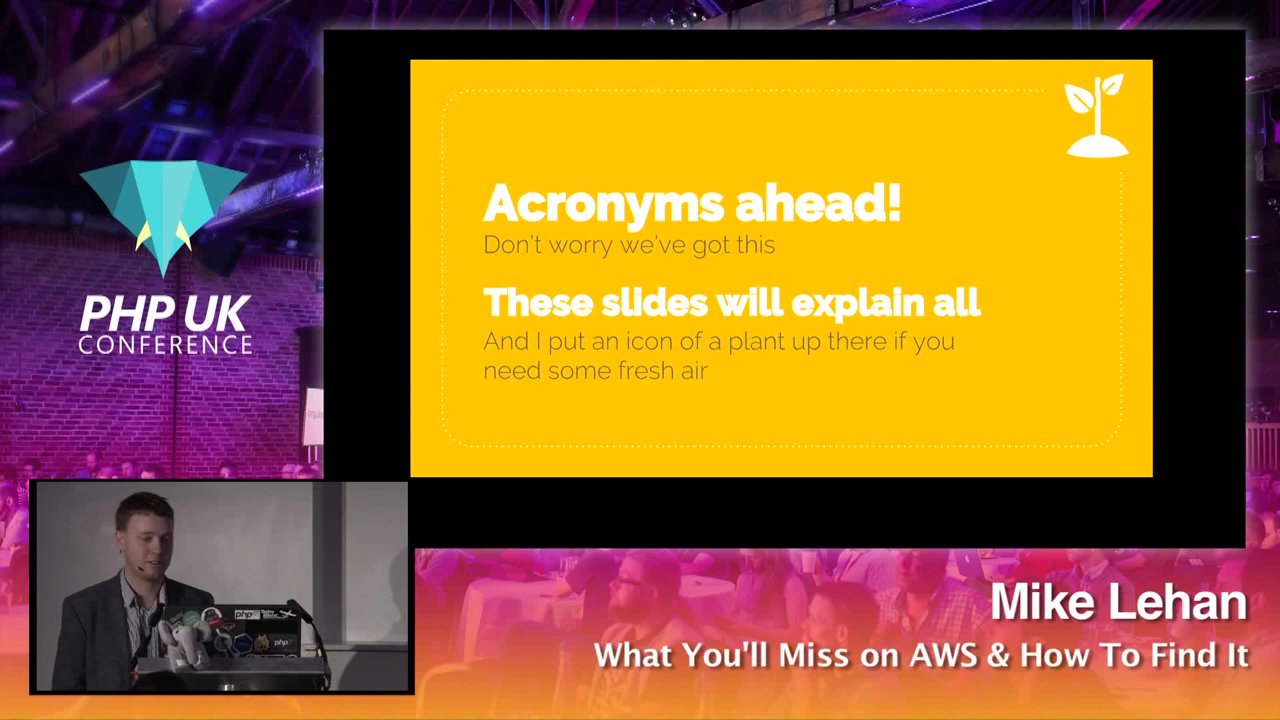 PHP UK
CONFERENCE
Acronyms ahead!
Don't worry we've got this
These slides will explain all
And I put an icon of a plant up there if you
need some fresh air
php
php
Mike Lehan
What You'll Miss on AWS & How To Find It